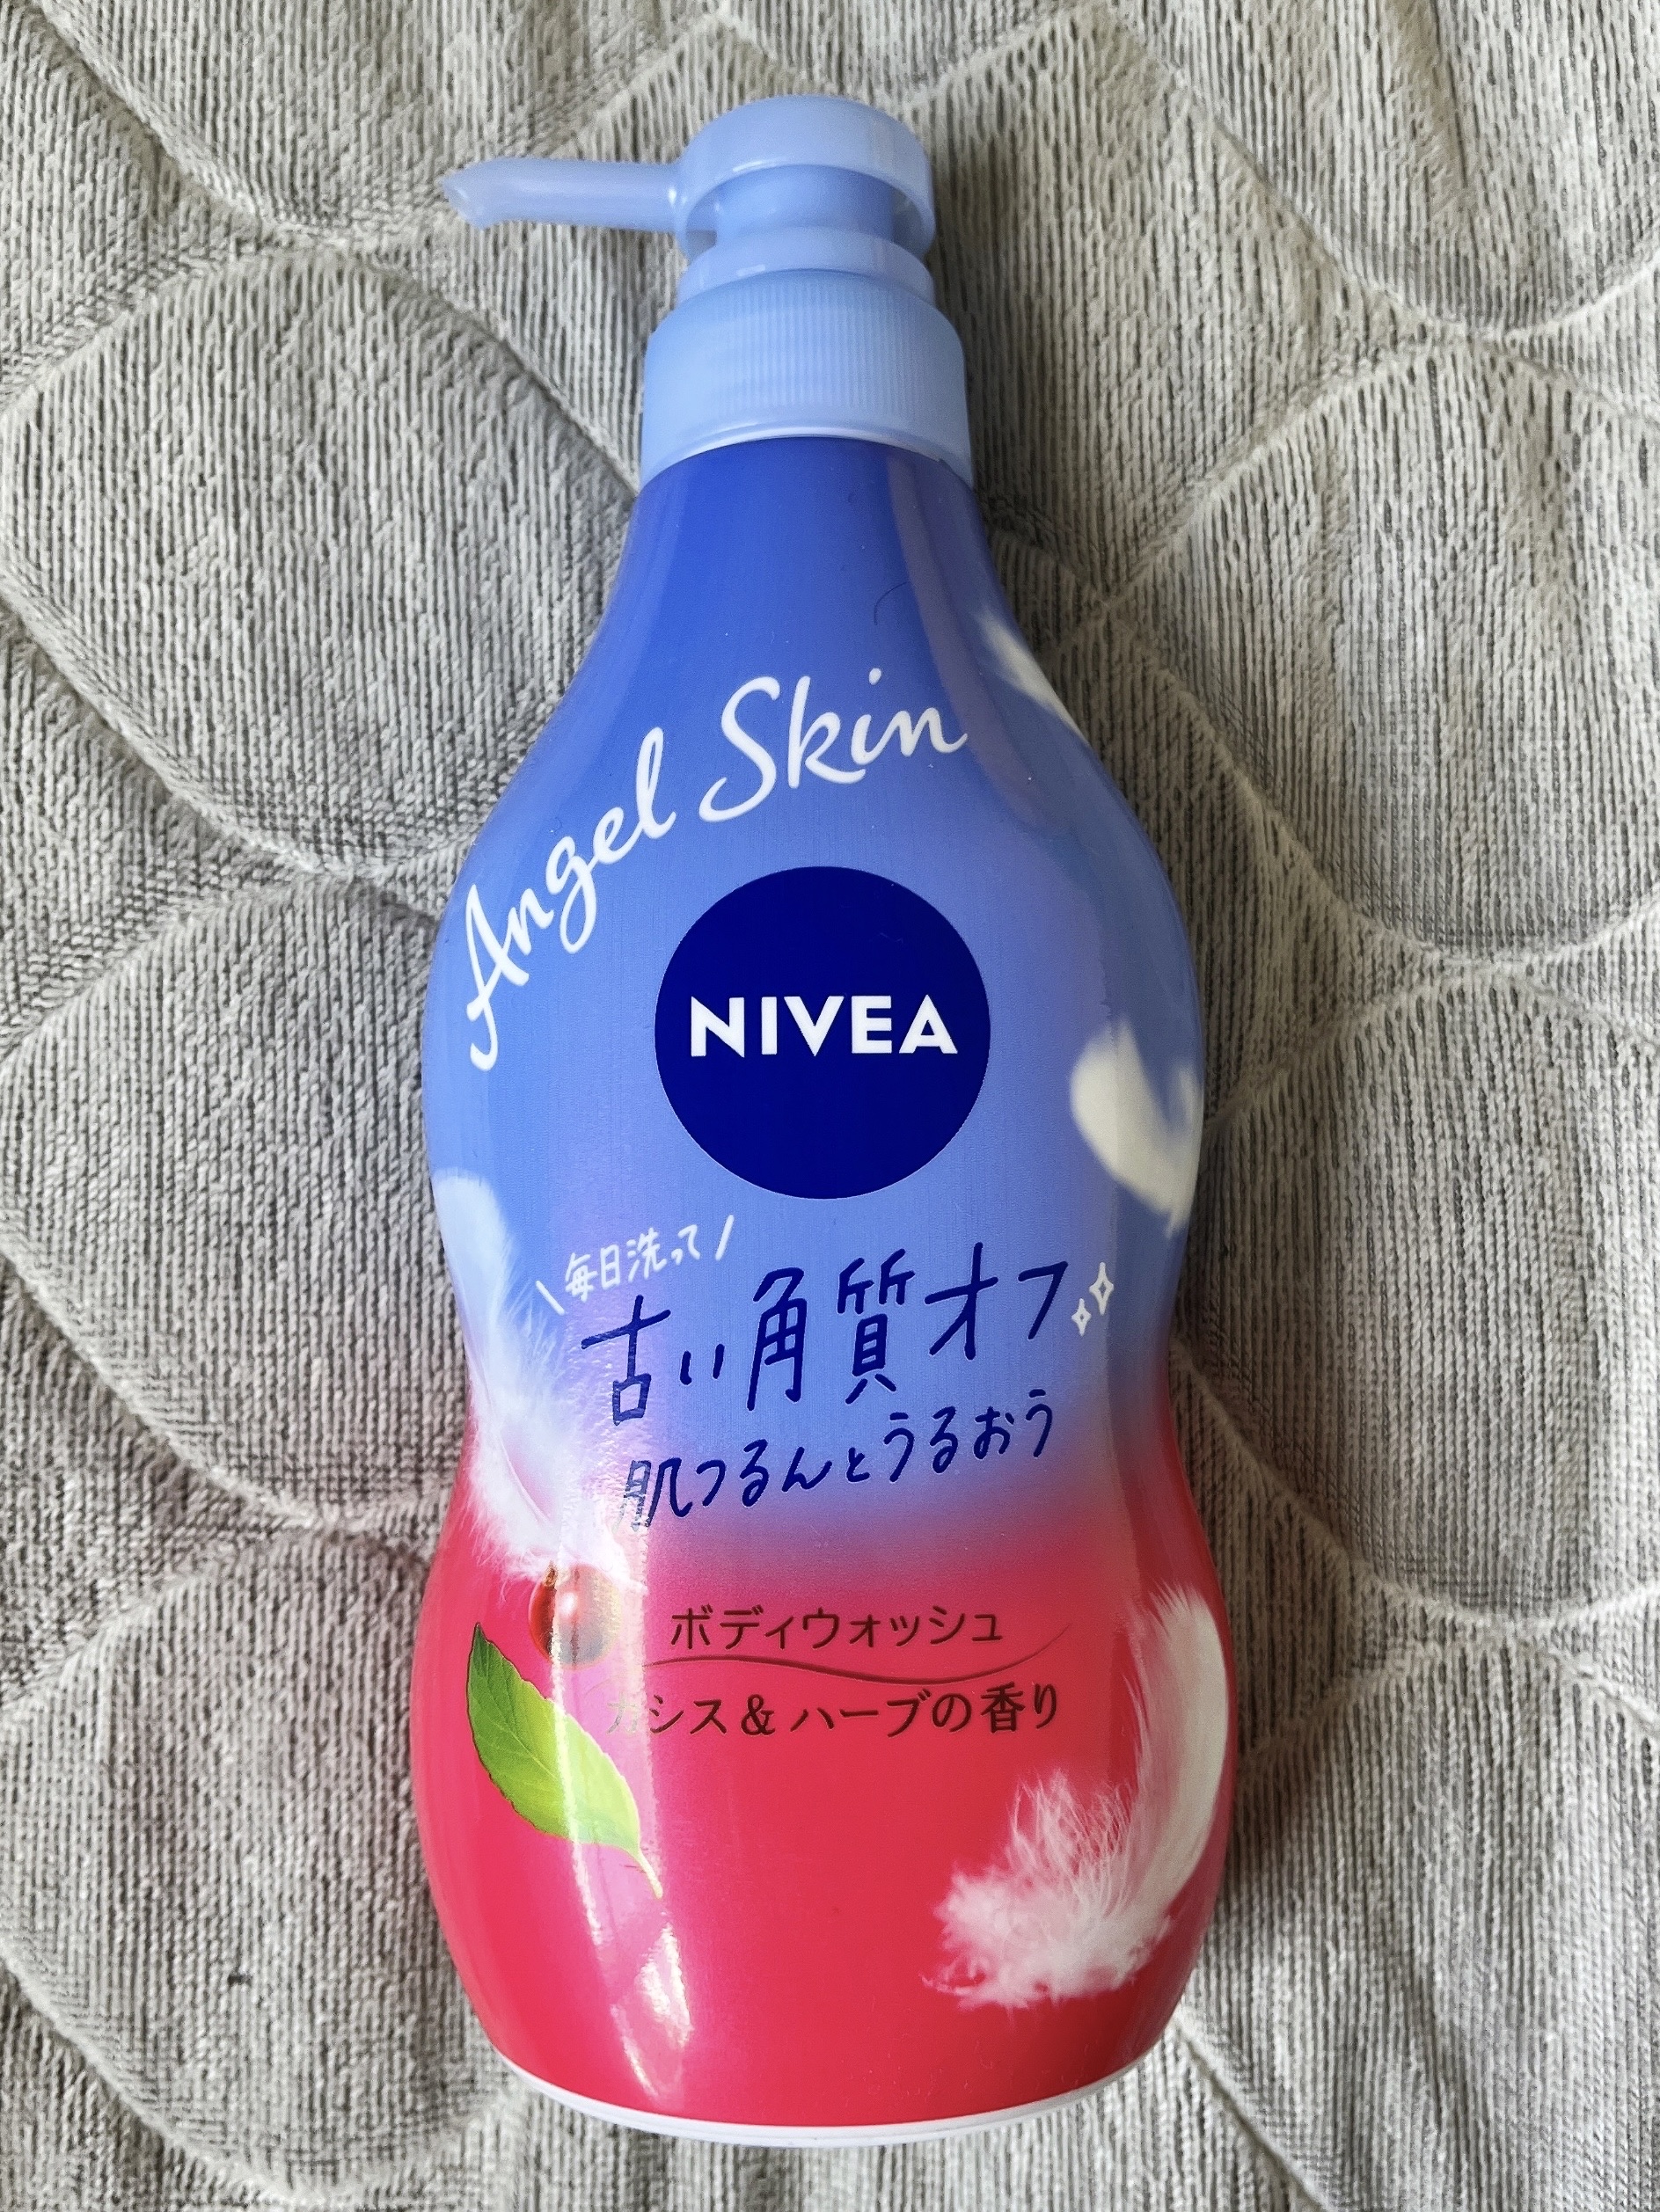 Angel Skin
NIVEA
毎日洗って
古い角質オフ
肌つるんとうるおう
ボディウォッシュ
カシス&ハーブの香り